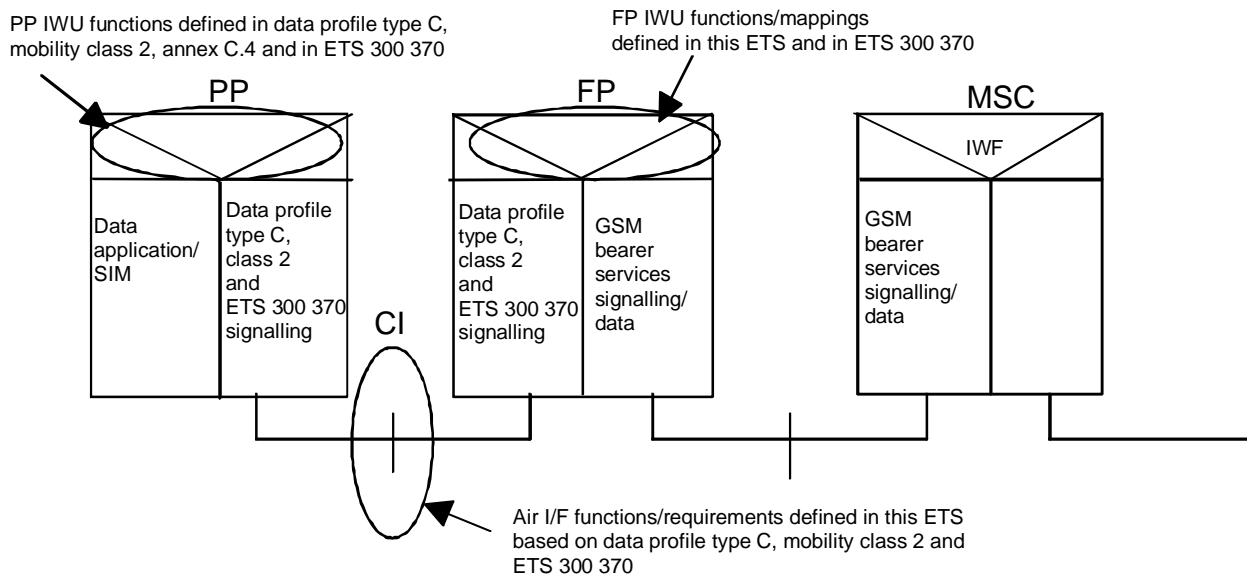 PP IWU functions defined in data profile type C,
mobility class 2, annex C.4 and in ETS 300 370
FP IWU functions/mappings
defined in this ETS and in ETS 300 370
PP
FP
MSC
IWF
Data
application/
SIM
Data profile
type C,
class 2
and
ETS 300 370
signalling
Data profile
type C,
class 2
and
ETS 300 370
signalling
GSM
bearer
services
signalling/
data
GSM
bearer
services
signalling/
data
CI
Air I/F functions/requirements defined in this ETS
based on data profile type C, mobility class 2 and
ETS 300 370